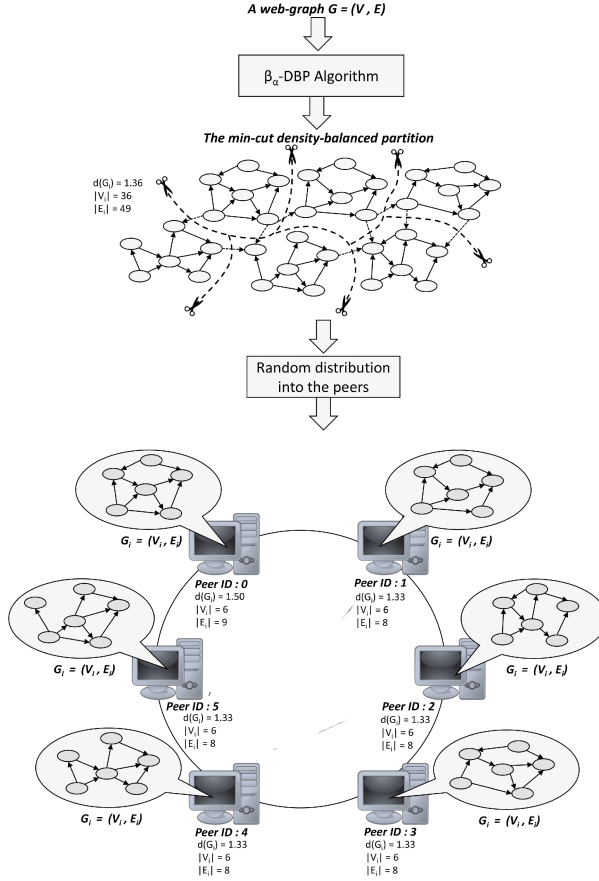 A web-graph G = (V , E)
βα-DBP Algorithm
The min-cut density-balanced partition
d(Gi) = 1.36
|Vi| = 36
|Ei| = 49
Random distribution
into the peers
Gi = (Vi , Ei)
Peer ID : 0
d(Gi) = 1.50
|Vi| = 6
|Ei| = 9
Gi = (Vi , Ei)
Peer ID : 1
d(Gi) = 1.33
|Vi| = 6
|Ei| = 8
Gi = (Vi , Ei)
Peer ID : 5
d(Gi) = 1.33
|Vi| = 6
|Ei| = 8
Gi = (Vi , Ei)
Peer ID : 2
d(Gi) = 1.33
|Vi| = 6
|Ei| = 8
Gi = (Vi , Ei)
Peer ID : 4
d(Gi) = 1.33
|Vi| = 6
|Ei| = 8
Gi = (Vi , Ei)
Peer ID : 3
d(Gi) = 1.33
|Vi| = 6
|Ei| = 8